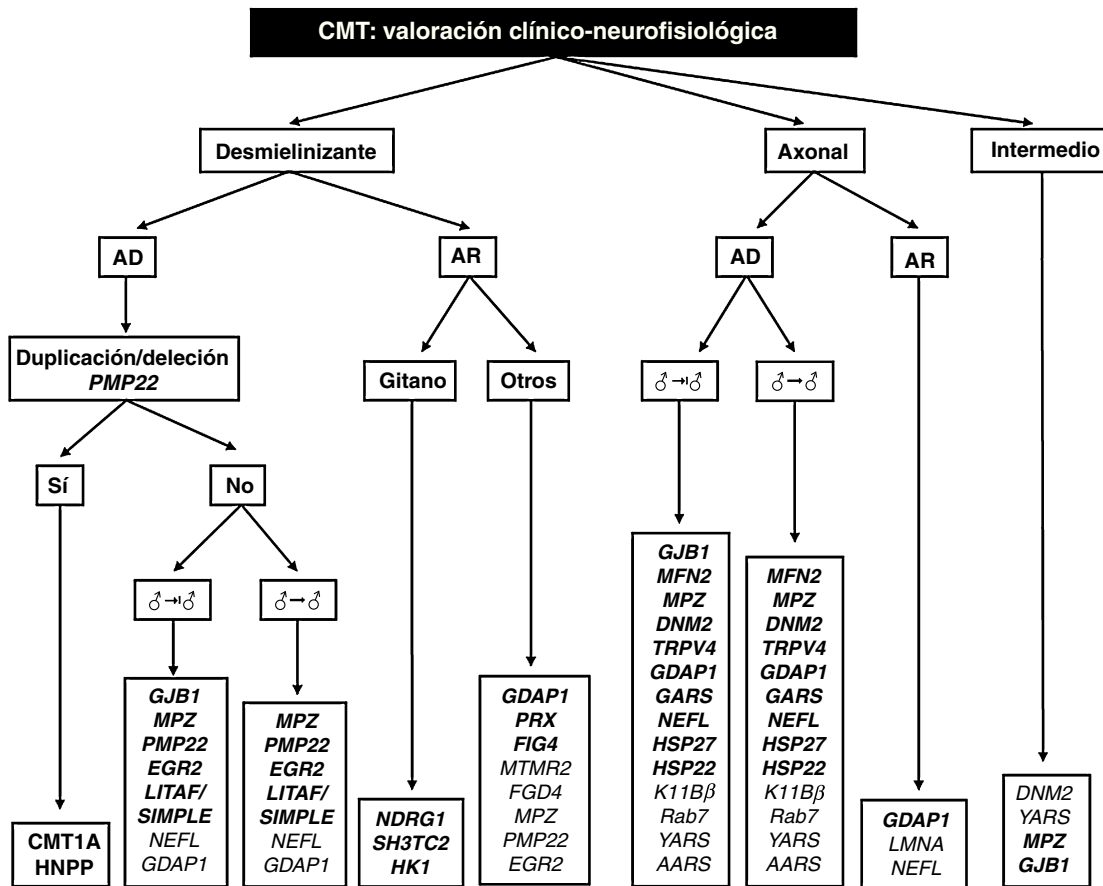 CMT: valoración clínico-neurofisiológica
Desmielinizante
Axonal
Intermedio
AD
AR
AD
AR
Duplicación/deleción
PMP22
Gitano
Otros
♂→ı♂
♂→♂
Sí
No
♂→ı♂
♂→♂
CMT1A
HNPP
GJB1
MPZ
PMP22
EGR2
LITAF/
SIMPLE
NEFL
GDAP1
MPZ
PMP22
EGR2
LITAF/
SIMPLE
NEFL
GDAP1
NDRG1
SH3TC2
HK1
GDAP1
PRX
FIG4
MTMR2
FGD4
MPZ
PMP22
EGR2
GJB1
MFN2
MPZ
DNM2
TRPV4
GDAP1
GARS
NEFL
HSP27
HSP22
K11Bβ
Rab7
YARS
AARS
MFN2
MPZ
DNM2
TRPV4
GDAP1
GARS
NEFL
HSP27
HSP22
K11Bβ
Rab7
YARS
AARS
GDAP1
LMNA
NEFL
DNM2
YARS
MPZ
GJB1